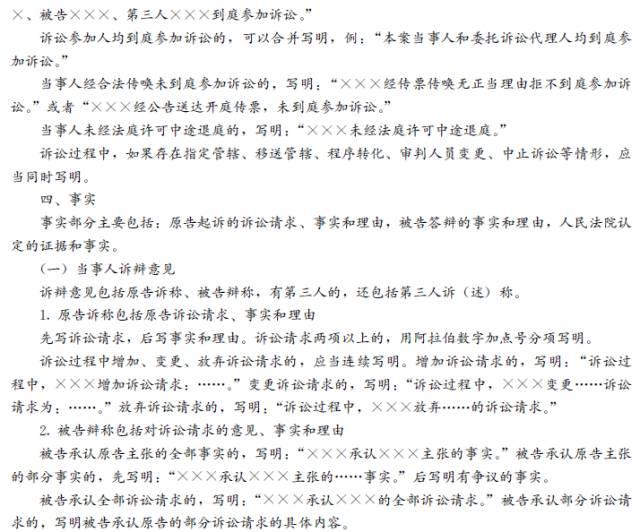 ×、被告×××、第三人×××到庭参加诉讼。”
诉讼参加人均到庭参加诉讼的，可以合并写明，例：“本案当事人和委托诉讼代理人均到庭参
加诉讼。”
当事人经合法传唤未到庭参加诉讼的，写明：“×××经传票传唤无正当理由拒不到庭参加诉
讼。”或者“×××经公告送达开庭传票，未到庭参加诉讼。”
当事人未经法庭许可中途退庭的，写明：“×××未经法庭许可中途退庭。”
诉讼过程中，如果存在指定管辖、移送管辖、程序转化、审判人员变更、中止诉讼等情形，应
当同时写明。
四、事实
事实部分主要包括：原告起诉的诉讼请求、事实和理由，被告答辩的事实和理由，人民法院认
定的证据和事实。
（一）当事人诉辩意见
诉辩意见包括原告诉称、被告辩称，有第三人的，还包括第三人诉（述）称。
1. 原告诉称包括原告诉讼请求、事实和理由
先写诉讼请求，后写事实和理由。诉讼请求两项以上的，用阿拉伯数字加点号分项写明。
诉讼过程中增加、变更、放弃诉讼请求的，应当连续写明。增加诉讼请求的，写明：“诉讼过
程中，×××增加诉讼请求：……。”变更诉讼请求的，写明：“诉讼过程中，×××变更……诉讼
请求为：……。”放弃诉讼请求的，写明：“诉讼过程中，×××放弃……的诉讼请求。”
2. 被告辩称包括对诉讼请求的意见、事实和理由
被告承认原告主张的全部事实的，写明：“×××承认×××主张的事实。”被告承认原告主张
的部分事实的，先写明：“×××承认×××主张的……事实。”后写明有争议的事实。
被告承认全部诉讼请求的，写明：“×××承认×××的全部诉讼请求。”被告承认部分诉讼请
求的，写明被告承认原告的部分诉讼请求的具体内容。